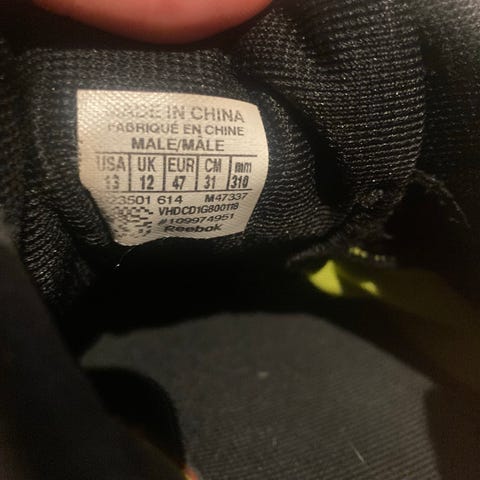 MADE IN CHINA
FABRIQUÉ EN CHINE
MALE/MÂLE
USA UK EUR CM mm
13 12 47 31 310
614 M47337
VHDCD1G800118
#109974951
Reebok